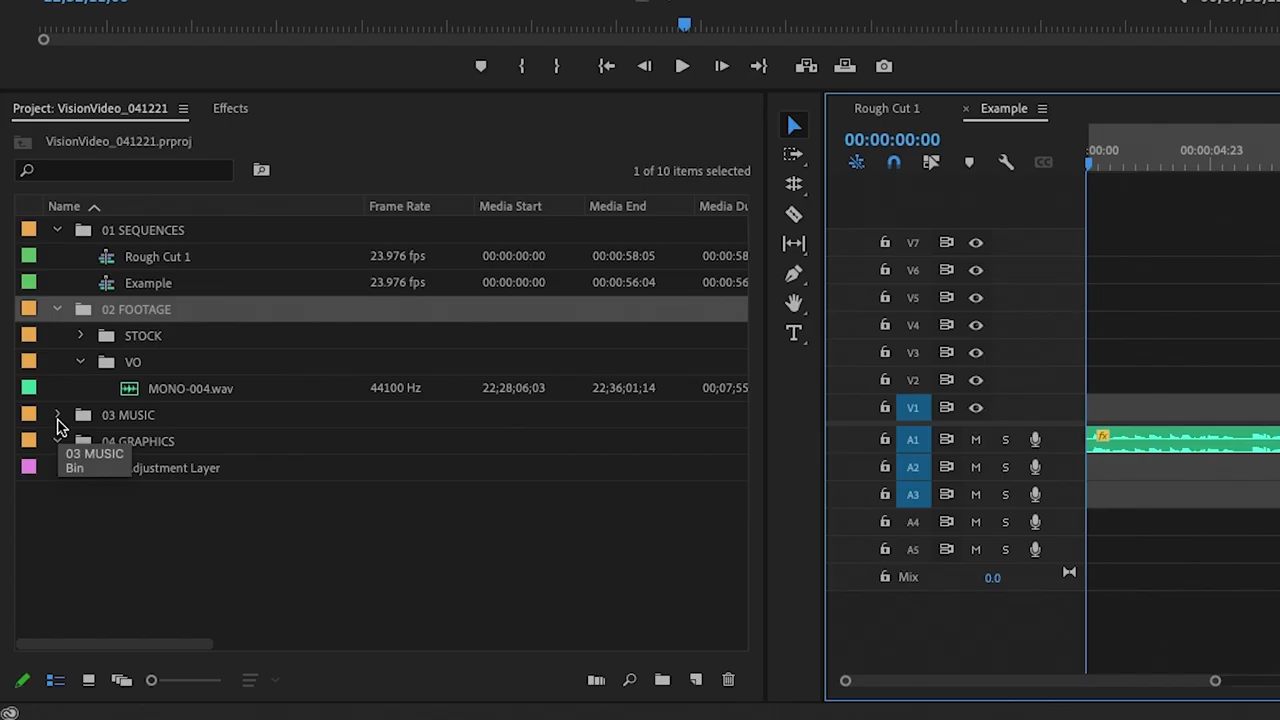 Project: VisionVideo_041221
Effects
VisionVideo_041221.prproj
1 of 10 items selected
Name
Frame Rate
Media Start
Media End
Media Du
01 SEQUENCES
Rough Cut 1
23.976 fps
00:00:00:00
00:00:58:05
00:00:58
Example
23.976 fps
00:00:00:00
00:00:56:04
00:00:56
02 FOOTAGE
STOCK
VO
MONO-004.wav
44100 Hz
22;28;06;03
22;36;01;14
00;07;55
03 MUSIC
04 GRAPHICS
03 MUSIC
Bin
djustment Layer
Rough Cut 1
× Example
00:00:00:00
:00:00
00:00:04:23
CC
V7
V6
V5
V4
V3
V2
V1
A1 M S
fx
A2 M S
A3 M S
A4 M S
A5 M S
Mix 0.0